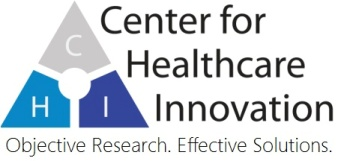 Center for
Healthcare
Innovation
C
H I
Objective Research. Effective Solutions.